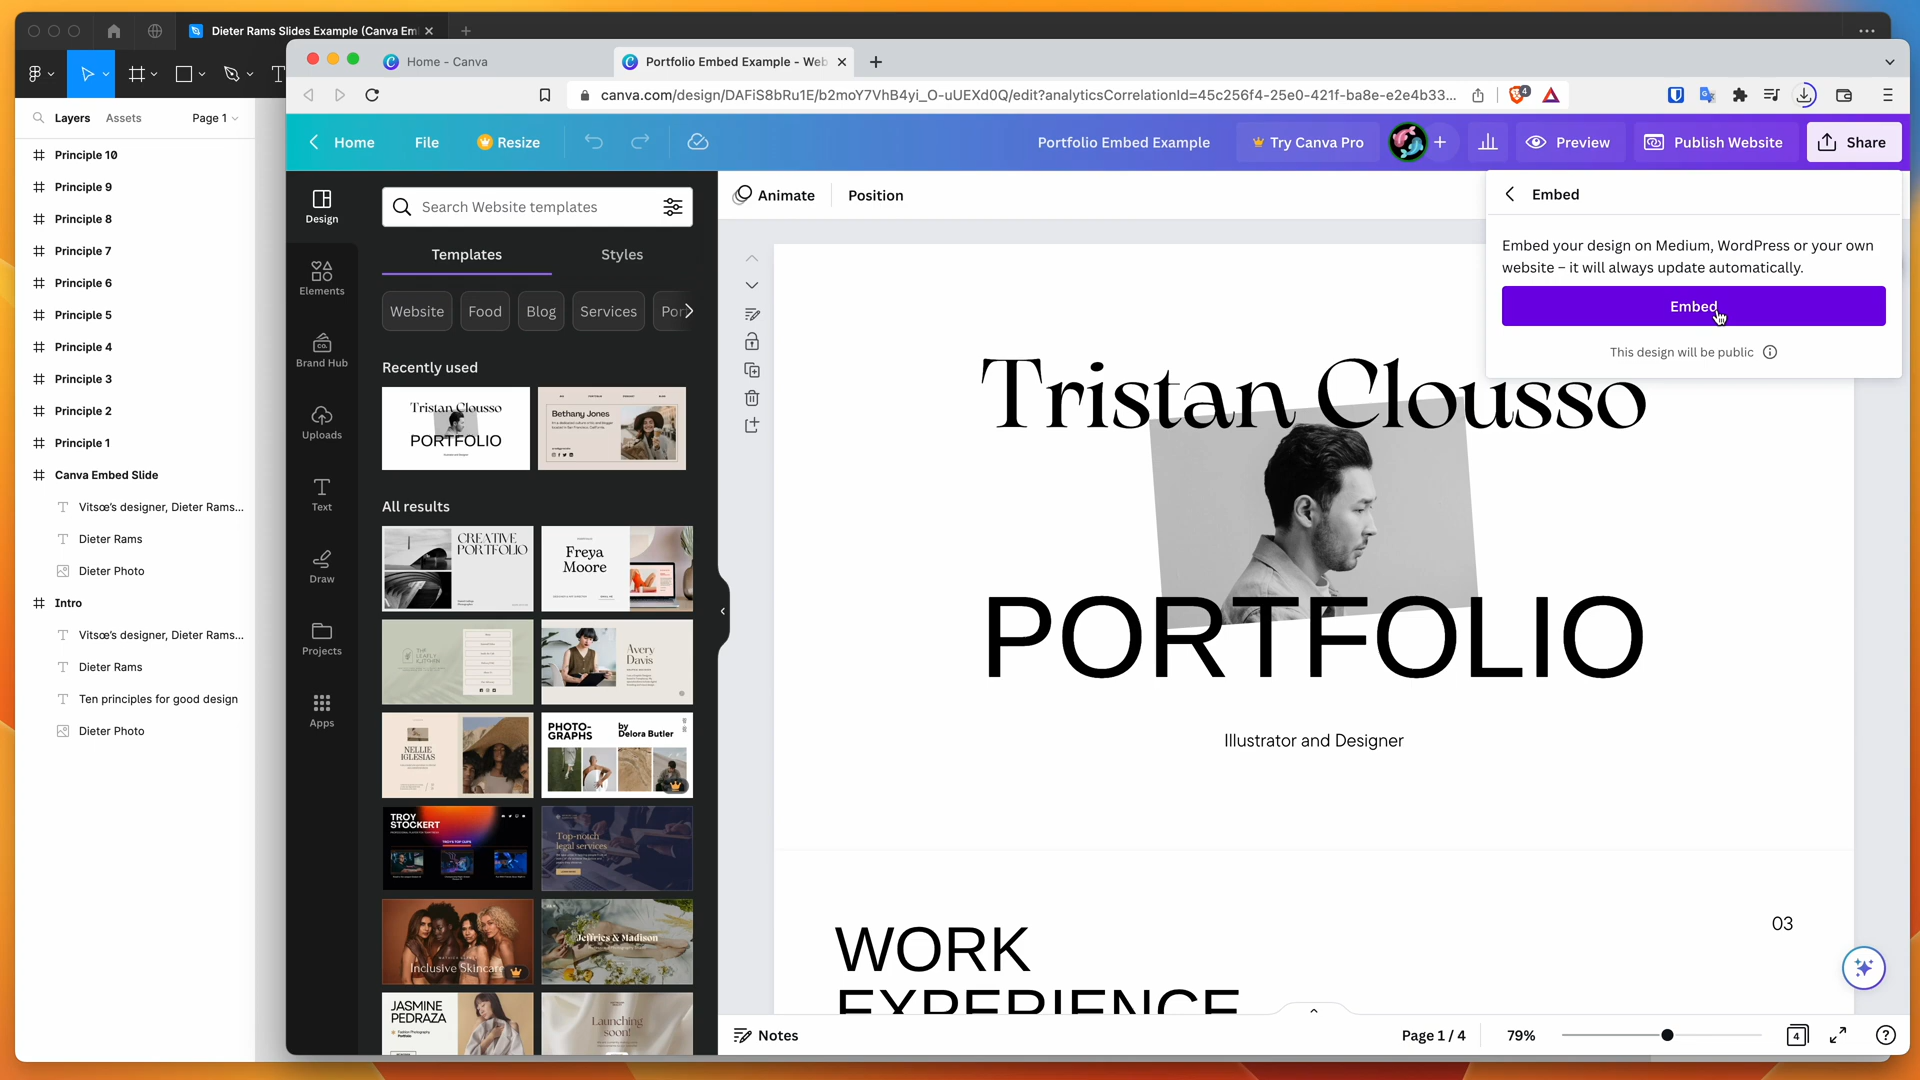 Dieter Rams Slides Example (Canva Em
Home - Canva
Portfolio Embed Example - Web
canva.com/design/DAFiS8bRu1E/b2moY7VhB4yi_O-uUEXd0Q/edit?analyticsCorrelationId=45c256f4-25e0-421f-ba8e-e2e4b33...
4
Layers
Assets
Page 1
Principle 10
Principle 9
Principle 8
Principle 7
Principle 6
Principle 5
Principle 4
Principle 3
Principle 2
Principle 1
Canva Embed Slide
Vitsœ's designer, Dieter Rams...
Dieter Rams
Dieter Photo
Intro
Vitsœ's designer, Dieter Rams...
Dieter Rams
Ten principles for good design
Dieter Photo
Home
File
Resize
Portfolio Embed Example
Try Canva Pro
Preview
Publish Website
Share
Design
Elements
Brand Hub
Uploads
Text
Draw
Projects
Apps
Search Website templates
Templates
Styles
Website
Food
Blog
Services
Por
Recently used
Tristan Clousso
PORTFOLIO
Bethany Jones
All results
CREATIVE
PORTFOLIO
Freya
Moore
Avery
Davis
NELLIE
IGLESIAS
PHOTO-
GRAPHS
by
Delora Butler
TROY
STOCKERT
Top-notch
legal services
Inclusive Skincare
Jeffries & Madison
JASMINE
PEDRAZA
Launching
soon!
Animate
Position
Embed
Embed your design on Medium, WordPress or your own
website – it will always update automatically.
Embed
This design will be public
Tristan Clousso
PORTFOLIO
Illustrator and Designer
WORK
EXPERIENCE
03
Notes
Page 1 / 4
79%
4